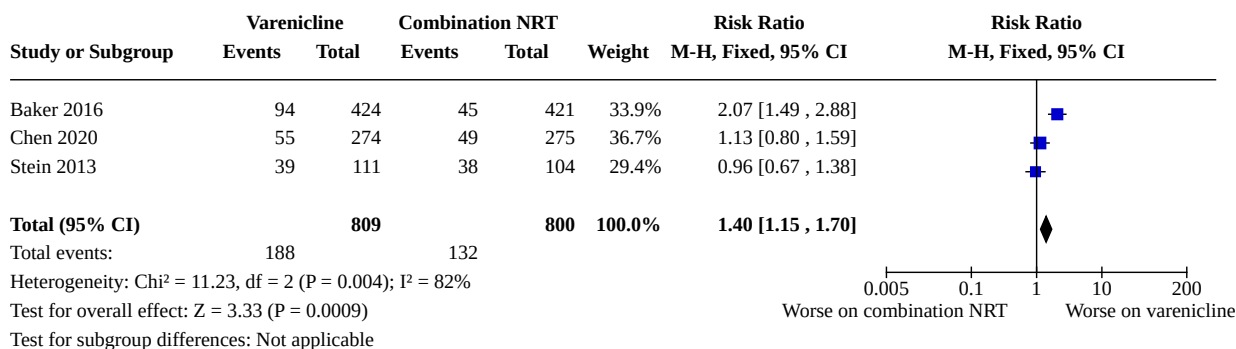 Varenicline Combination NRT Risk Ratio Risk Ratio
Study or Subgroup Events Total Events Total Weight M-H, Fixed, 95% CI M-H, Fixed, 95% CI
Baker 2016 94 424 45 421 33.9% 2.07 [1.49 , 2.88]
Chen 2020 55 274 49 275 36.7% 1.13 [0.80 , 1.59]
Stein 2013 39 111 38 104 29.4% 0.96 [0.67 , 1.38]
Total (95% CI) 809 800 100.0% 1.40 [1.15 , 1.70]
Total events: 188 132
Heterogeneity: Chi² = 11.23, df = 2 (P = 0.004); I² = 82%
0.005 0.1 1 10 200
Test for overall effect: Z = 3.33 (P = 0.0009) Worse on combination NRT Worse on varenicline
Test for subgroup differences: Not applicable